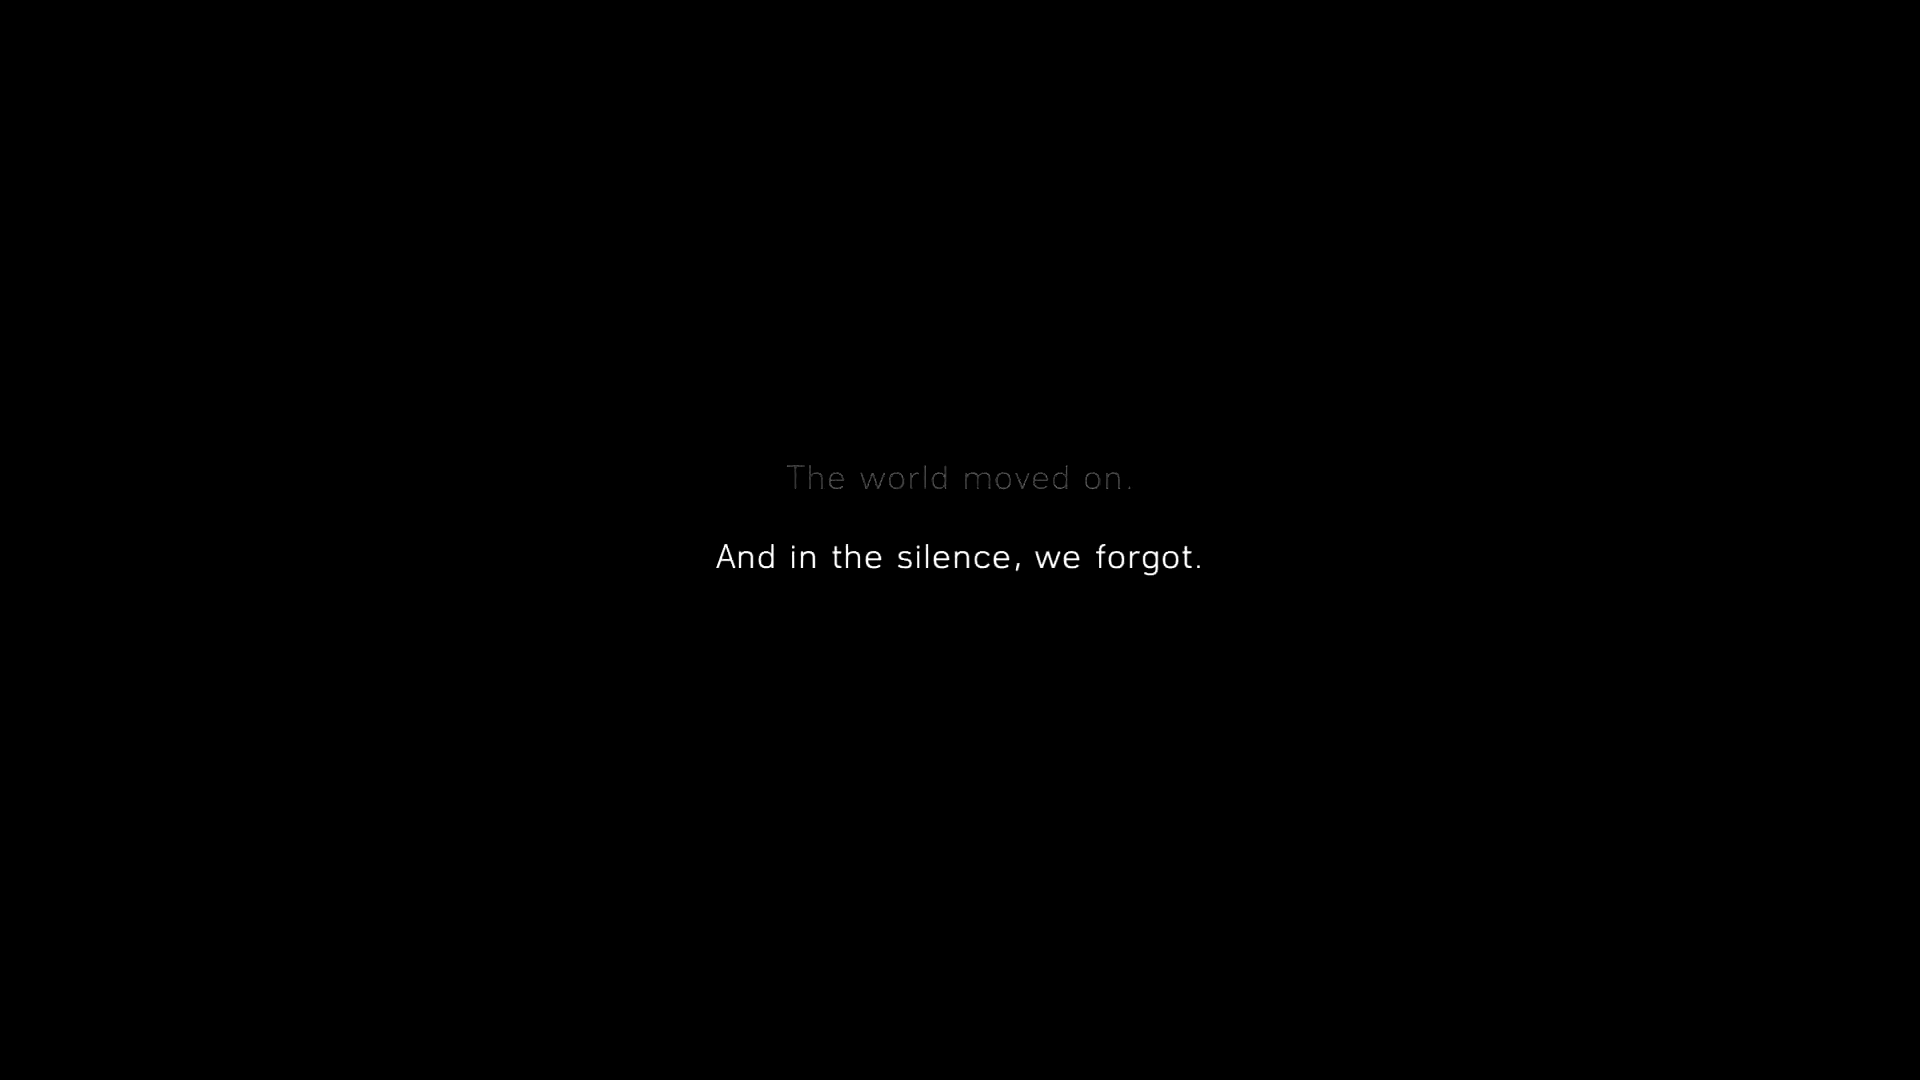 The world moved on.
And in the silence, we forgot.